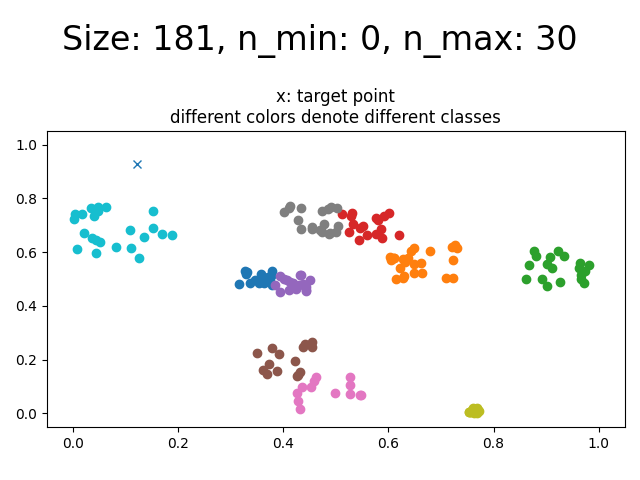 Size: 181, n_min: 0, n_max: 30
x: target point
different colors denote different classes
1.0
0.8
0.6
0.4
0.2
0.0
0.0 0.2 0.4 0.6 0.8 1.0